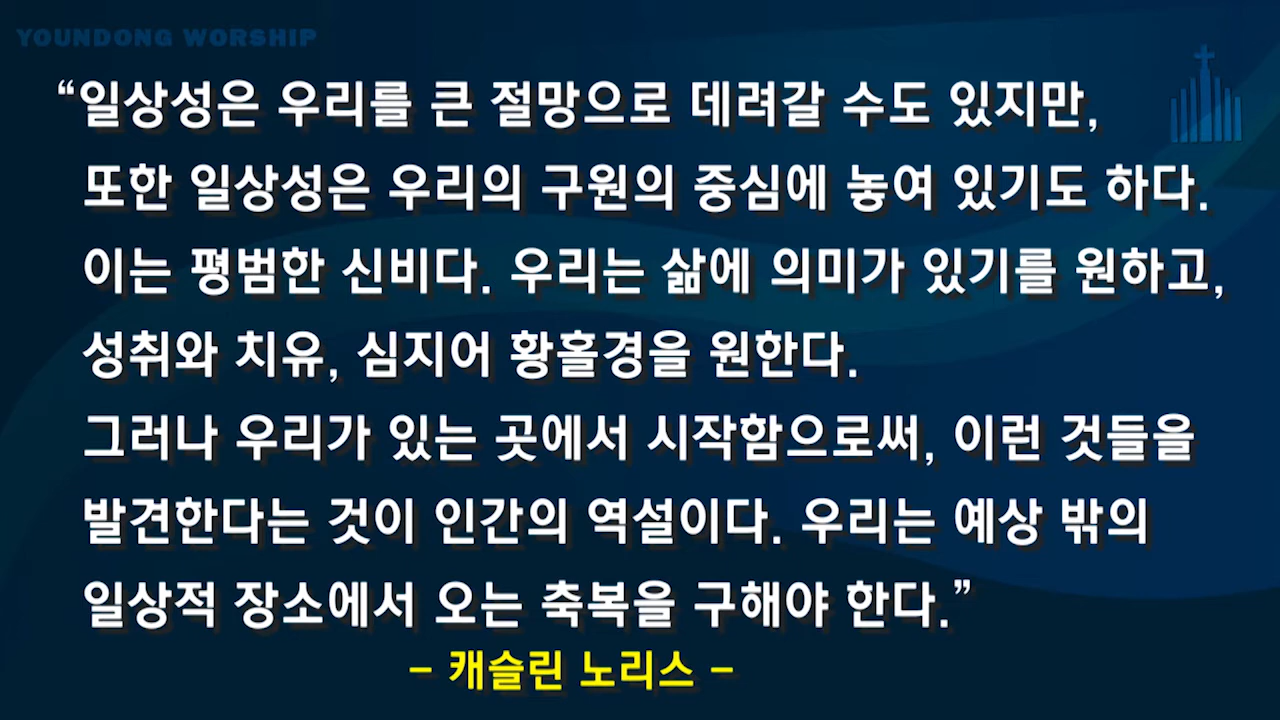 YOUNDONG WORSHIP
“일상성은 우리를 큰 절망으로 데려갈 수도 있지만,
또한 일상성은 우리의 구원의 중심에 놓여 있기도 하다.
이는 평범한 신비다. 우리는 삶에 의미가 있기를 원하고,
성취와 치유, 심지어 황홀경을 원한다.
그러나 우리가 있는 곳에서 시작함으로써, 이런 것들을
발견한다는 것이 인간의 역설이다. 우리는 예상 밖의
일상적 장소에서 오는 축복을 구해야 한다.”
– 캐슬린 노리스 –